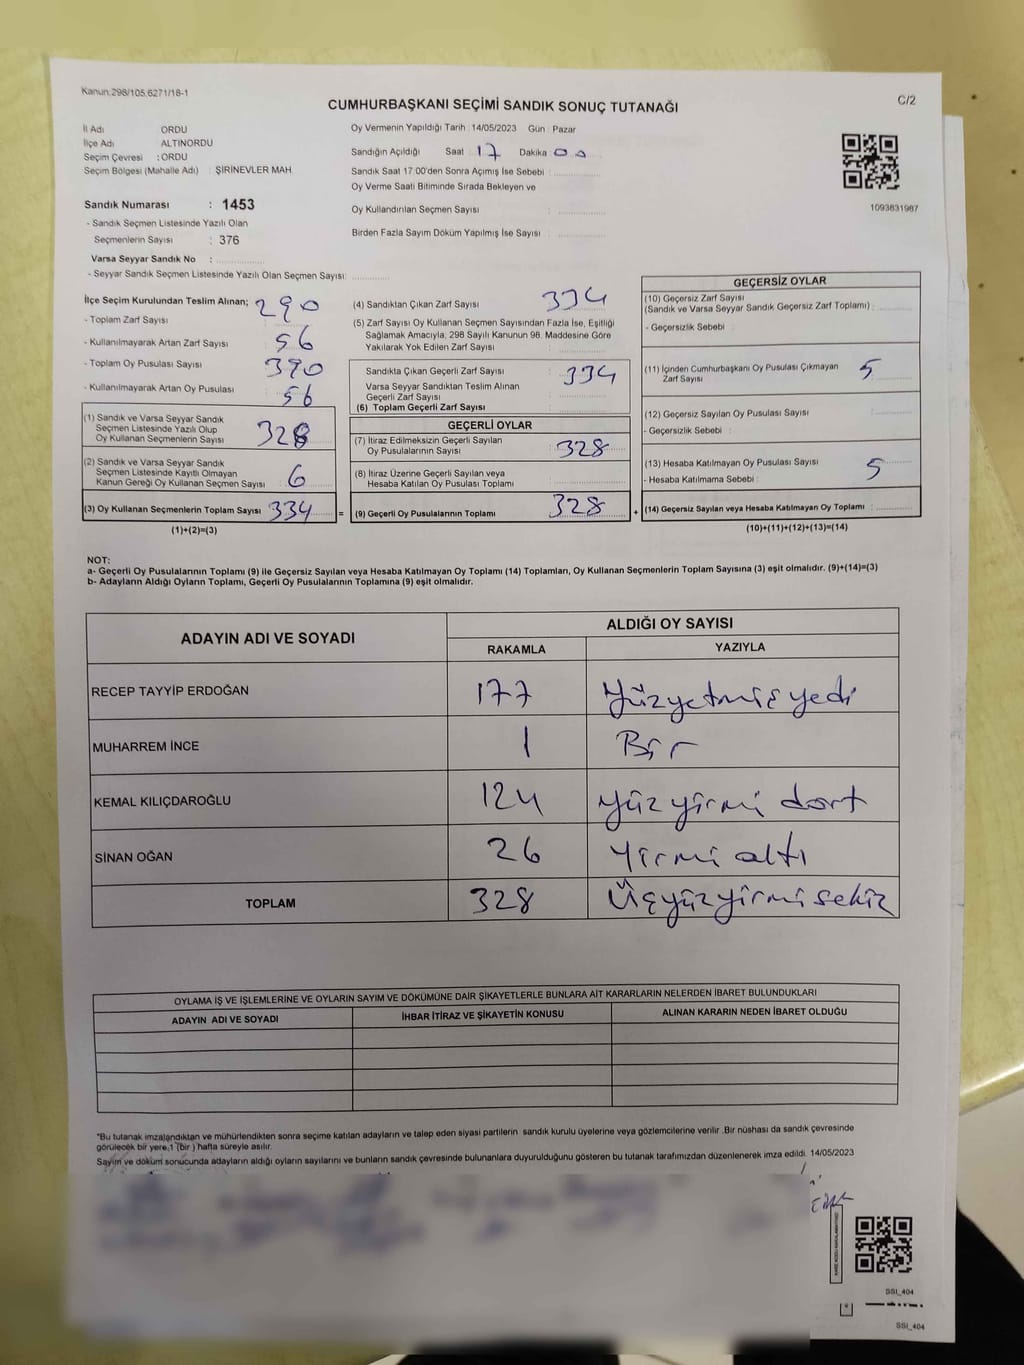 Kanun:298/105,6271/18-1
C/2
CUMHURBAŞKANI SEÇİMİ SANDIK SONUÇ TUTANAĞI
İl Adı ORDU
İlçe Adı ALTINORDU
Seçim Çevresi : ORDU
Seçim Bölgesi (Mahalle Adı) : ŞİRİNEVLER MAH.
Sandık Numarası : 1453
- Sandık Seçmen Listesinde Yazılı Olan
Seçmenlerin Sayısı : 376
Varsa Seyyar Sandık No :
- Seyyar Sandık Seçmen Listesinde Yazılı Olan Seçmen Sayısı:
Oy Vermenin Yapıldığı Tarih : 14/05/2023 Gün : Pazar
Sandığın Açıldığı Saat : 17 Dakika : 00
Sandık Saat 17:00'den Sonra Açımış İse Sebebi :
Oy Verme Saati Bitiminde Sırada Bekleyen ve
Oy Kullandırılan Seçmen Sayısı :
Birden Fazla Sayım Döküm Yapılmış İse Sayısı :
1093831987
İlçe Seçim Kurulundan Teslim Alınan;
- Toplam Zarf Sayısı : 290
- Kullanılmayarak Artan Zarf Sayısı : 56
- Toplam Oy Pusulası Sayısı : 390
- Kullanılmayarak Artan Oy Pusulası : 56
(1) Sandık ve Varsa Seyyar Sandık
Seçmen Listesinde Yazılı Olup
Oy Kullanan Seçmenlerin Sayısı : 328
(2) Sandık ve Varsa Seyyar Sandık
Seçmen Listesinde Kayıtlı Olmayan
Kanun Gereği Oy Kullanan Seçmen Sayısı : 6
(3) Oy Kullanan Seçmenlerin Toplam Sayısı : 334
(1)+(2)=(3)
=
(4) Sandıktan Çıkan Zarf Sayısı : 334
(5) Zarf Sayısı Oy Kullanan Seçmen Sayısından Fazla İse, Eşitliği
Sağlamak Amacıyla, 298 Sayılı Kanunun 98. Maddesine Göre
Yakılarak Yok Edilen Zarf Sayısı :
Sandıkta Çıkan Geçerli Zarf Sayısı : 334
Varsa Seyyar Sandıktan Teslim Alınan
Geçerli Zarf Sayısı :
(6) Toplam Geçerli Zarf Sayısı :
GEÇERLİ OYLAR
(7) İtiraz Edilmeksizin Geçerli Sayılan
Oy Pusulalarının Sayısı : 328
(8) İtiraz Üzerine Geçerli Sayılan veya
Hesaba Katılan Oy Pusulası Toplamı :
(9) Geçerli Oy Pusulalarının Toplamı : 328
+
GEÇERSİZ OYLAR
(10) Geçersiz Zarf Sayısı
(Sandık ve Varsa Seyyar Sandık Geçersiz Zarf Toplamı) :
- Geçersizlik Sebebi :
(11) İçinden Cumhurbaşkanı Oy Pusulası Çıkmayan : 5
Zarf Sayısı
(12) Geçersiz Sayılan Oy Pusulası Sayısı :
- Geçersizlik Sebebi :
(13) Hesaba Katılmayan Oy Pusulası Sayısı : 5
- Hesaba Katılmama Sebebi :
(14) Geçersiz Sayılan veya Hesaba Katılmayan Oy Toplamı :
(10)+(11)+(12)+(13)=(14)
NOT:
a- Geçerli Oy Pusulalarının Toplamı (9) ile Geçersiz Sayılan veya Hesaba Katılmayan Oy Toplamı (14) Toplamları, Oy Kullanan Seçmenlerin Toplam Sayısına (3) eşit olmalıdır. (9)+(14)=(3)
b- Adayların Aldığı Oyların Toplamı, Geçerli Oy Pusulalarının Toplamına (9) eşit olmalıdır.
ADAYIN ADI VE SOYADI
ALDIĞI OY SAYISI
RAKAMLA YAZIYLA
RECEP TAYYİP ERDOĞAN 177 Yüzyetmiş yedi
MUHARREM İNCE 1 Bir
KEMAL KILIÇDAROĞLU 124 yüz yirmi dort
SİNAN OĞAN 26 Yirmi altı
TOPLAM 328 Üçyüzyirmi sekiz
OYLAMA İŞ VE İŞLEMLERİNE VE OYLARIN SAYIM VE DÖKÜMÜNE DAİR ŞİKAYETLERLE BUNLARA AİT KARARLARIN NELERDEN İBARET BULUNDUKLARI
ADAYIN ADI VE SOYADI İHBAR İTİRAZ VE ŞİKAYETİN KONUSU ALINAN KARARIN NEDEN İBARET OLDUĞU
*Bu tutanak imzalandıktan ve mühürlendikten sonra seçime katılan adayların ve talep eden siyasi partilerin sandık kurulu üyelerine veya gözlemcilerine verilir .Bir nüshası da sandık çevresinde
görülecek bir yere,1 (bir) hafta süreyle asılır.
Sayım ve döküm sonucunda adayların aldığı oyların sayılarını ve bunların sandık çevresinde bulunanlara duyurulduğunu gösteren bu tutanak tarafımızdan düzenlenerek imza edildi. 14/05/2023
SSI_404
SSI_404